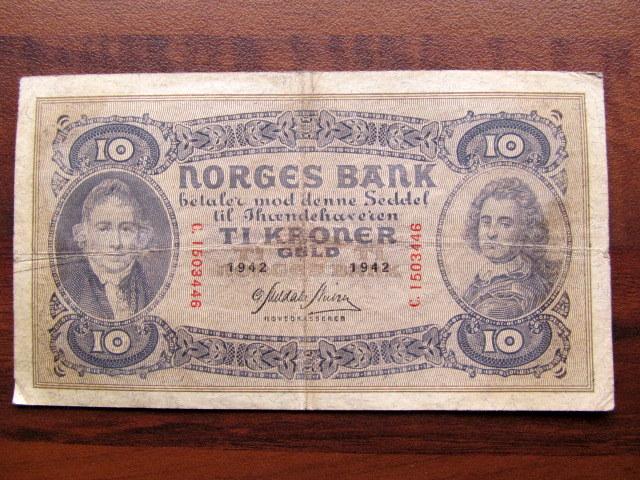 10 10
NORGES BANK
betaler mod denne Seddel
til Ihændehaveren
TI KRONER
GULD
1942 1942
C.1503446 C.1503446
HOVEDKASSERER
10 10